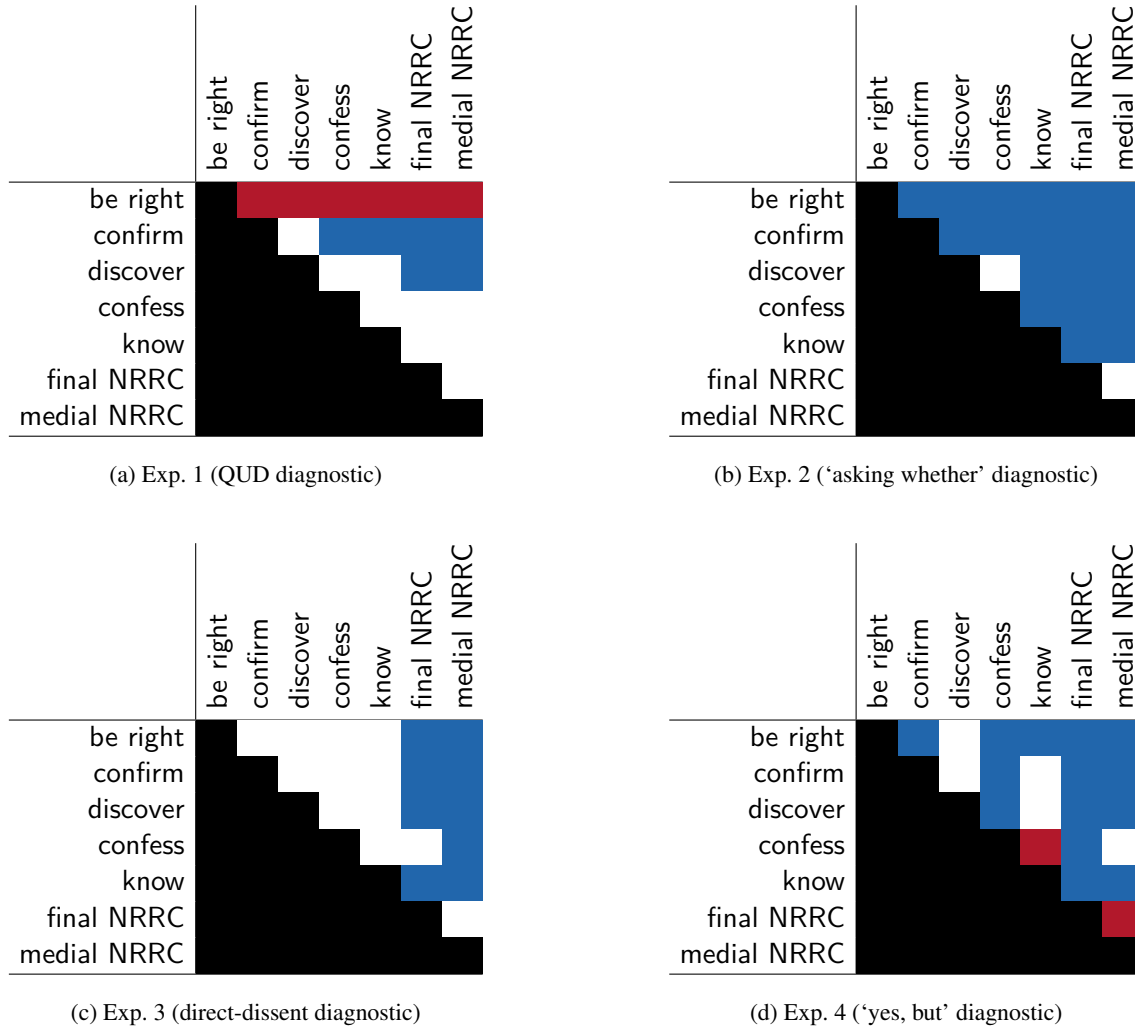 be right confirm discover confess know final NRRC medial NRRC
be right
confirm
discover
confess
know
final NRRC
medial NRRC
(a) Exp. 1 (QUD diagnostic)
be right confirm discover confess know final NRRC medial NRRC
be right
confirm
discover
confess
know
final NRRC
medial NRRC
(b) Exp. 2 (‘asking whether’ diagnostic)
be right confirm discover confess know final NRRC medial NRRC
be right
confirm
discover
confess
know
final NRRC
medial NRRC
(c) Exp. 3 (direct-dissent diagnostic)
be right confirm discover confess know final NRRC medial NRRC
be right
confirm
discover
confess
know
final NRRC
medial NRRC
(d) Exp. 4 (‘yes, but’ diagnostic)